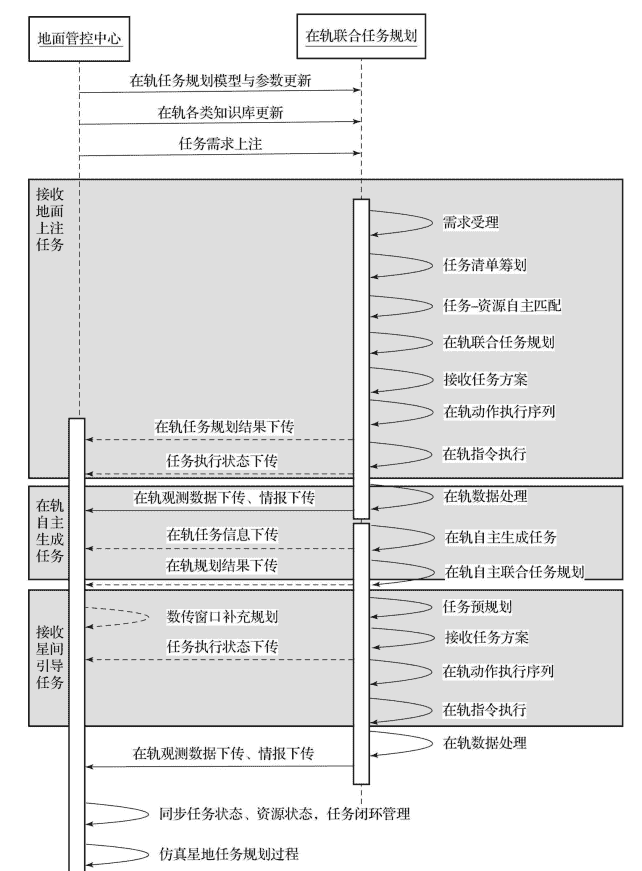 地面管控中心
在轨联合任务规划
在轨任务规划模型与参数更新
在轨各类知识库更新
任务需求上注
接收
地面
上注
任务
需求受理
任务清单筹划
任务–资源自主匹配
在轨联合任务规划
接收任务方案
在轨动作执行序列
在轨任务规划结果下传
在轨指令执行
任务执行状态下传
在轨
自主
生成
任务
在轨观测数据下传、情报下传
在轨数据处理
在轨任务信息下传
在轨自主生成任务
在轨规划结果下传
在轨自主联合任务规划
接收
星间
引导
任务
数传窗口补充规划
任务预规划
任务执行状态下传
接收任务方案
在轨动作执行序列
在轨指令执行
在轨观测数据下传、情报下传
在轨数据处理
同步任务状态、资源状态，任务闭环管理
仿真星地任务规划过程